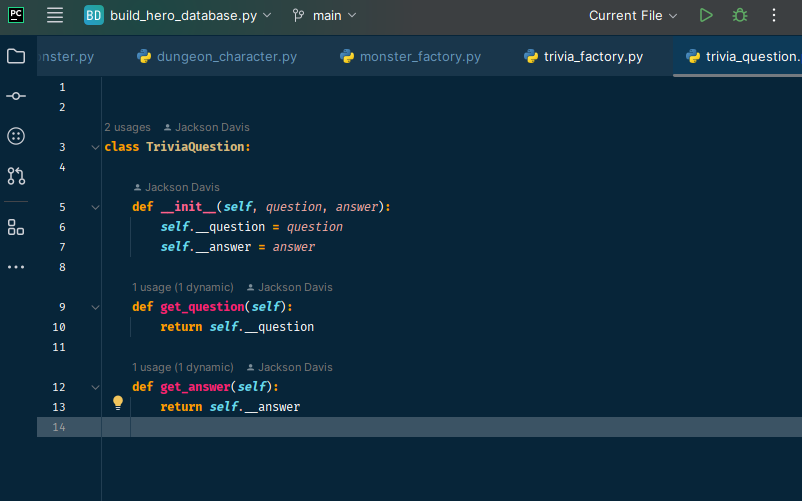 PC BD build_hero_database.py main Current File
nster.py dungeon_character.py monster_factory.py trivia_factory.py trivia_question.
1
2
2 usages Jackson Davis
3 class TriviaQuestion:
4
Jackson Davis
5 def __init__(self, question, answer):
6 self.__question = question
7 self.__answer = answer
8
1 usage (1 dynamic) Jackson Davis
9 def get_question(self):
10 return self.__question
11
1 usage (1 dynamic) Jackson Davis
12 def get_answer(self):
13 return self.__answer
14